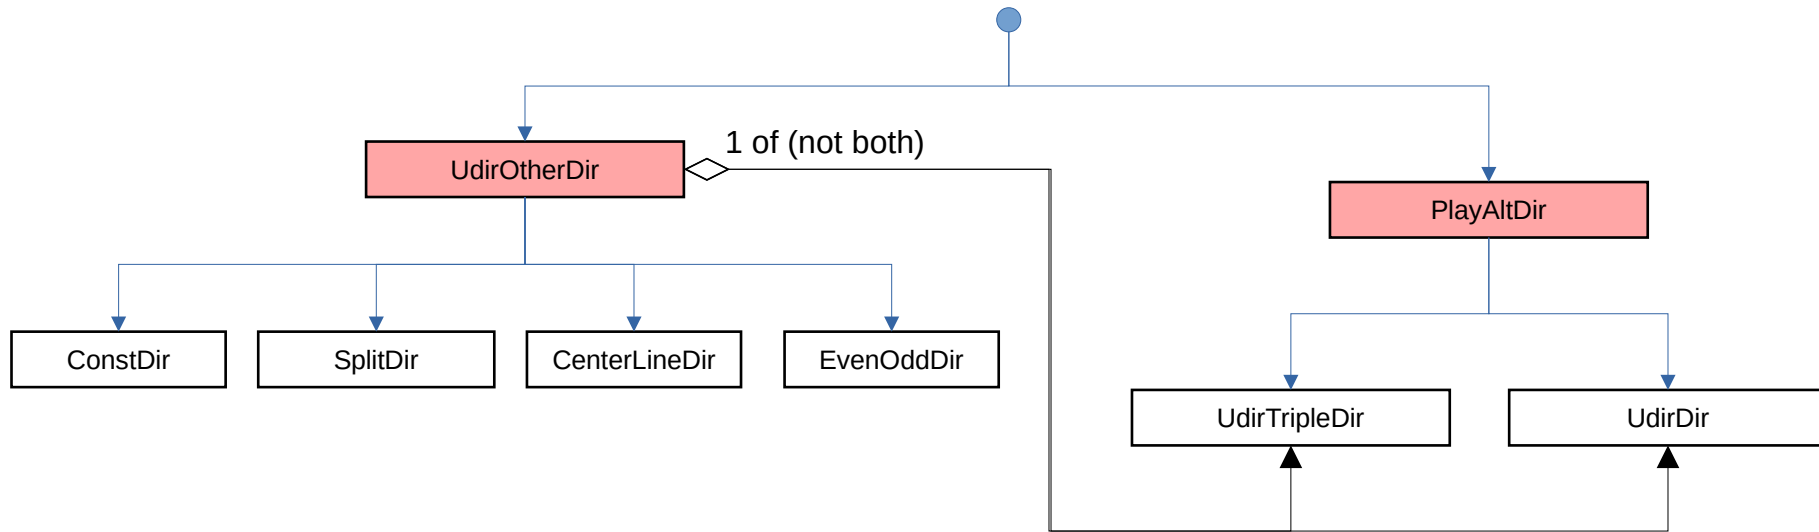 1 of (not both)
UdirOtherDir
PlayAltDir
ConstDir
SplitDir
CenterLineDir
EvenOddDir
UdirTripleDir
UdirDir